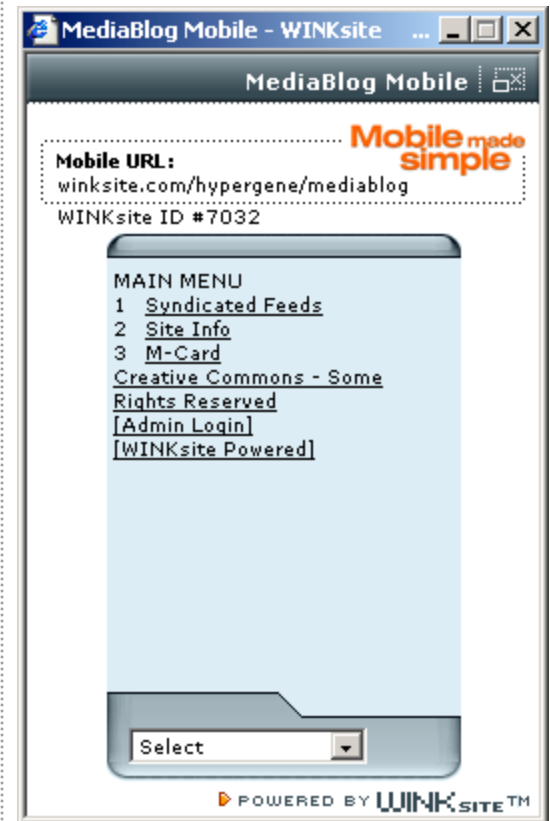 MediaBlog Mobile - WINKsite ...
MediaBlog Mobile
Mobile made
simple
Mobile URL:
winksite.com/hypergene/mediablog
WINKsite ID #7032
MAIN MENU
1 Syndicated Feeds
2 Site Info
3 M-Card
Creative Commons - Some
Rights Reserved
[Admin Login]
[WINKsite Powered]
Select
POWERED BY WINKSITE™